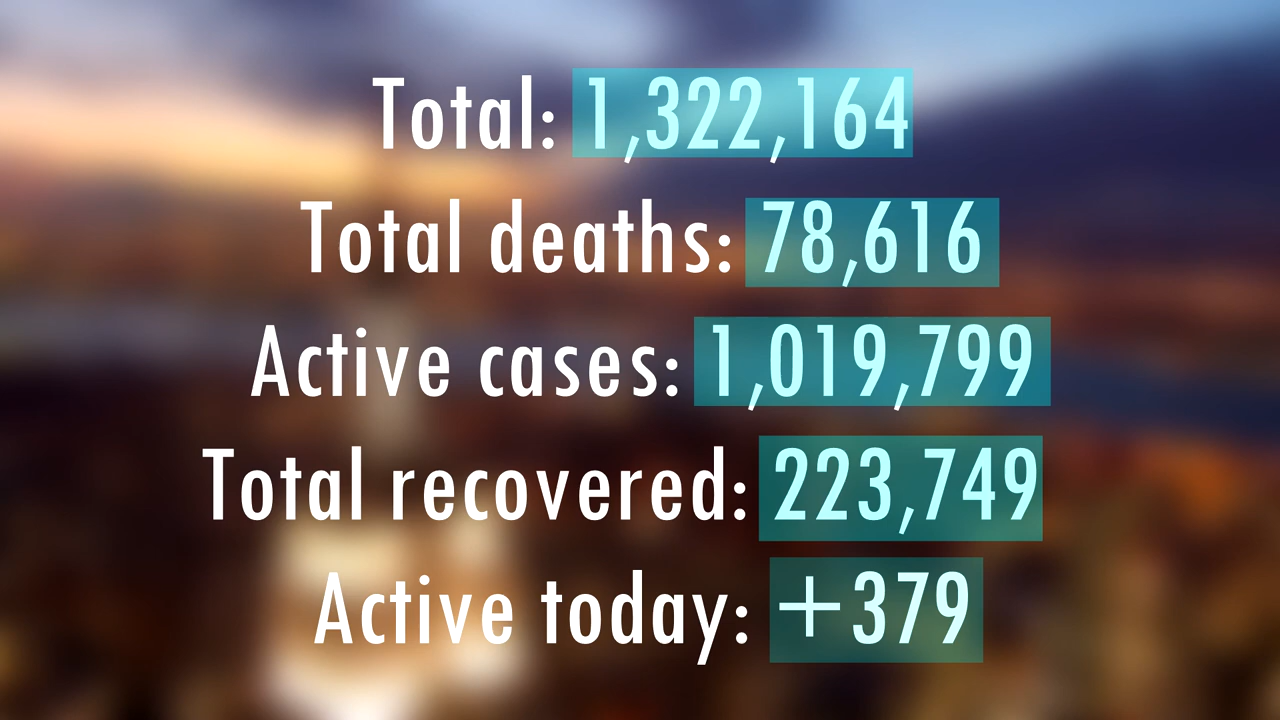 Total: 1,322,164
Total deaths: 78,616
Active cases: 1,019,799
Total recovered: 223,749
Active today: +379